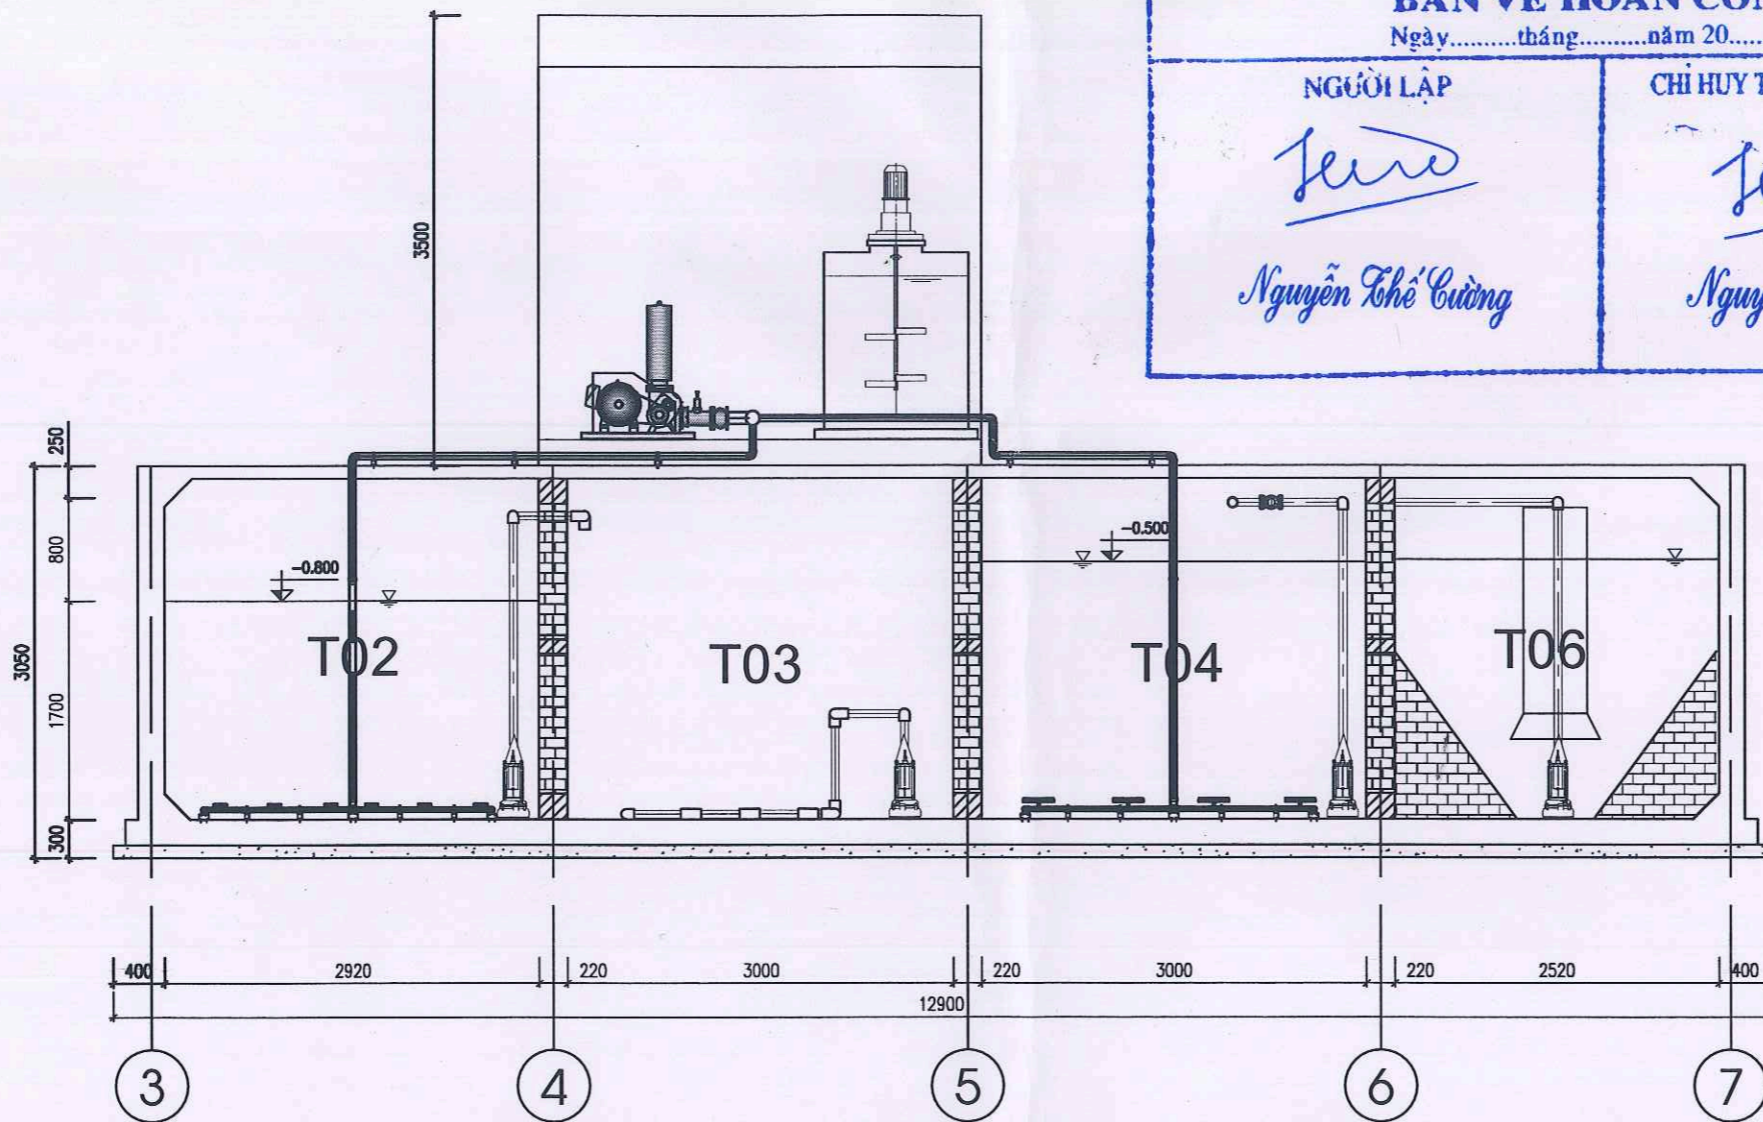 BẢN VẼ HOÀN
Ngày.........tháng.........năm 20......
NGƯỜI LẬP
CHỈ HUY
Nguyễn Thế Cường
3500
250
800
1700
300
3050
-0.800
-0.500
T02
T03
T04
T06
400
2920
220
3000
220
3000
220
2520
400
12900
3
4
5
6
7